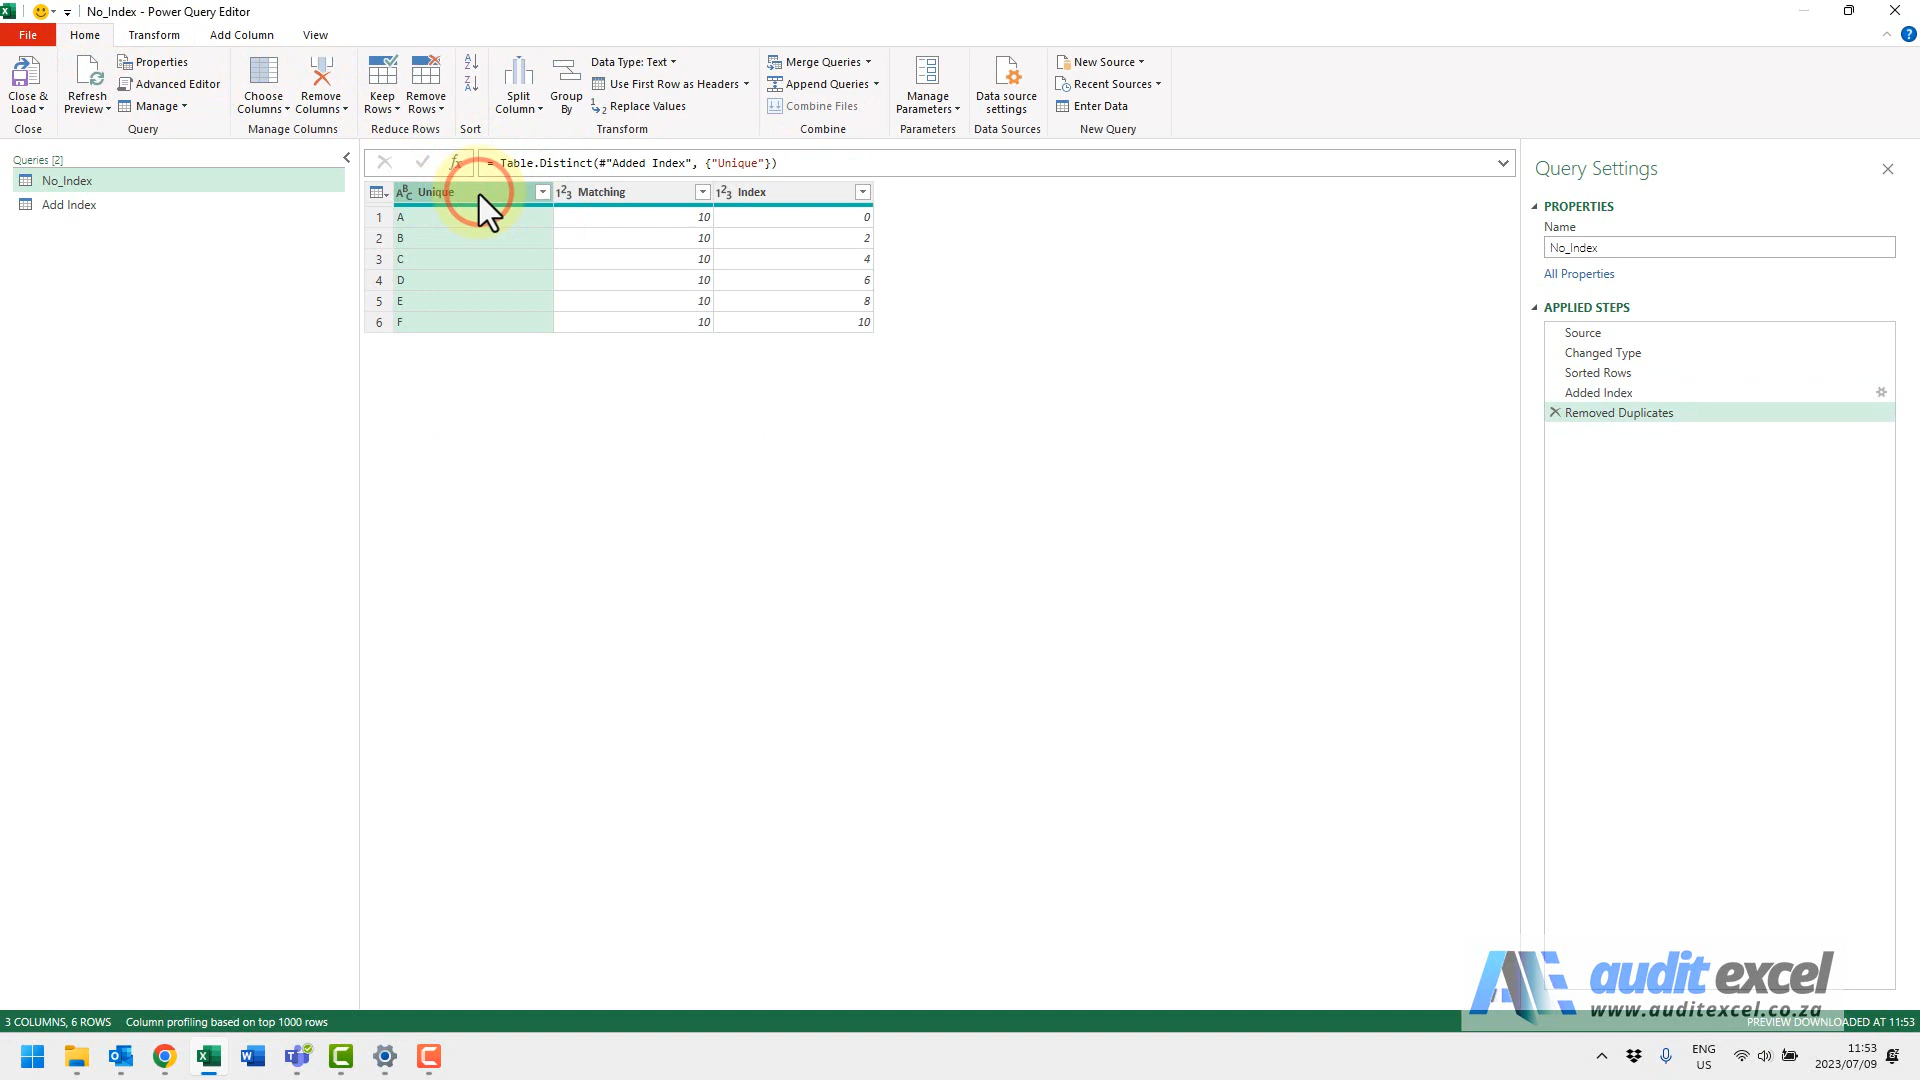 No_Index - Power Query Editor
File Home Transform Add Column View
Close & Load
Close
Refresh Preview
Properties
Advanced Editor
Manage
Query
Choose Columns
Remove Columns
Manage Columns
Keep Rows
Remove Rows
Reduce Rows
Sort
Split Column
Group By
Data Type: Text
Use First Row as Headers
Replace Values
Transform
Merge Queries
Append Queries
Combine Files
Combine
Manage Parameters
Parameters
Data source settings
Data Sources
New Source
Recent Sources
Enter Data
New Query
Queries [2]
No_Index
Add Index
= Table.Distinct(#"Added Index", {"Unique"})
Unique Matching Index
1 A 10 0
2 B 10 2
3 C 10 4
4 D 10 6
5 E 10 8
6 F 10 10
Query Settings
PROPERTIES
Name
No_Index
All Properties
APPLIED STEPS
Source
Changed Type
Sorted Rows
Added Index
Removed Duplicates
audit excel
www.auditexcel.co.za
3 COLUMNS, 6 ROWS Column profiling based on top 1000 rows
PREVIEW DOWNLOADED AT 11:53
ENG
US
11:53
2023/07/09